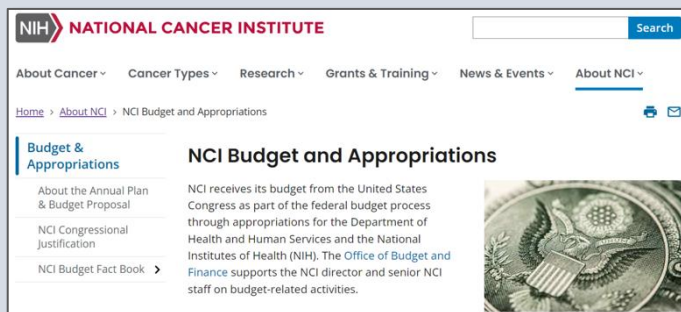 NIH NATIONAL CANCER INSTITUTE
Search
About Cancer Cancer Types Research Grants & Training News & Events About NCI
Home > About NCI > NCI Budget and Appropriations
Budget &
Appropriations
About the Annual Plan
& Budget Proposal
NCI Congressional
Justification
NCI Budget Fact Book >
NCI Budget and Appropriations
NCI receives its budget from the United States
Congress as part of the federal budget process
through appropriations for the Department of
Health and Human Services and the National
Institutes of Health (NIH). The Office of Budget and
Finance supports the NCI director and senior NCI
staff on budget-related activities.